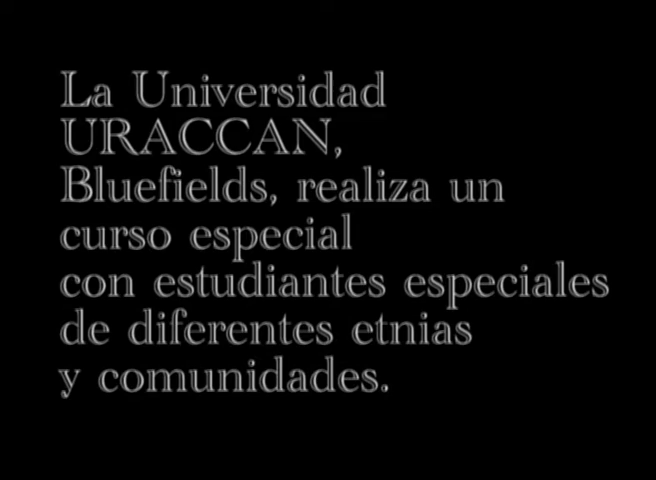 La Universidad
URACCAN,
Bluefields, realiza un
curso especial
con estudiantes especiales
de diferentes etnias
y comunidades.